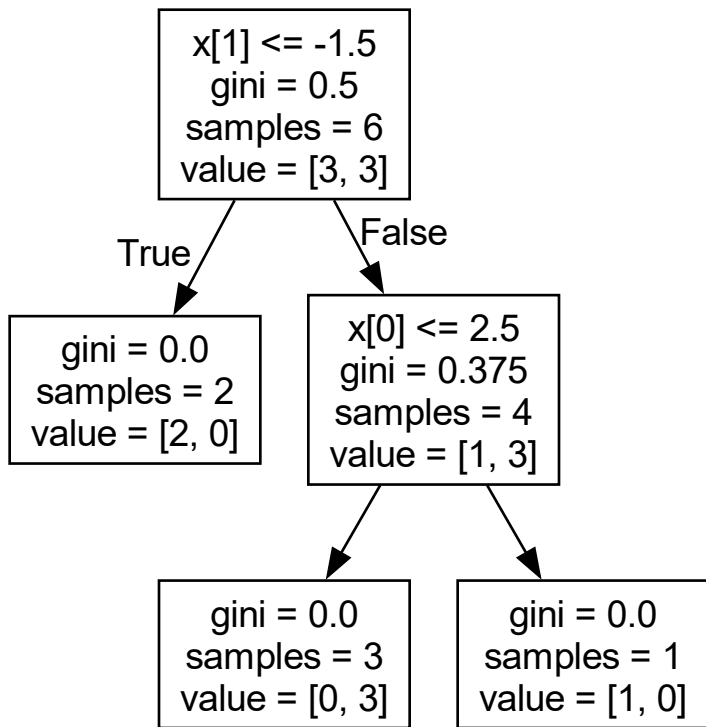 x[1] <= -1.5
gini = 0.5
samples = 6
value = [3, 3]
True
False
gini = 0.0
samples = 2
value = [2, 0]
x[0] <= 2.5
gini = 0.375
samples = 4
value = [1, 3]
gini = 0.0
samples = 3
value = [0, 3]
gini = 0.0
samples = 1
value = [1, 0]